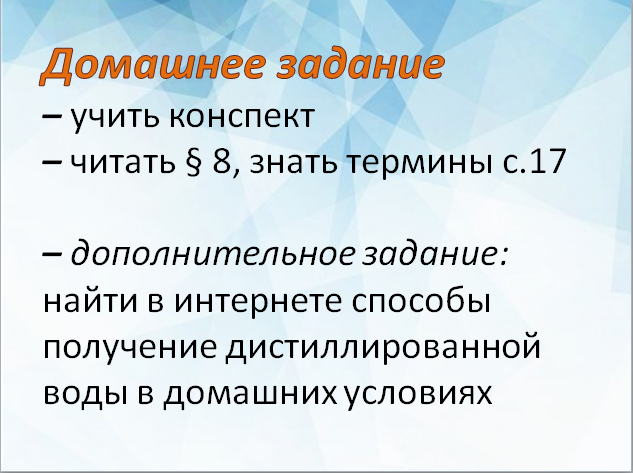 Домашнее задание
– учить конспект
– читать § 8, знать термины с.17
– дополнительное задание:
найти в интернете способы
получение дистиллированной
воды в домашних условиях